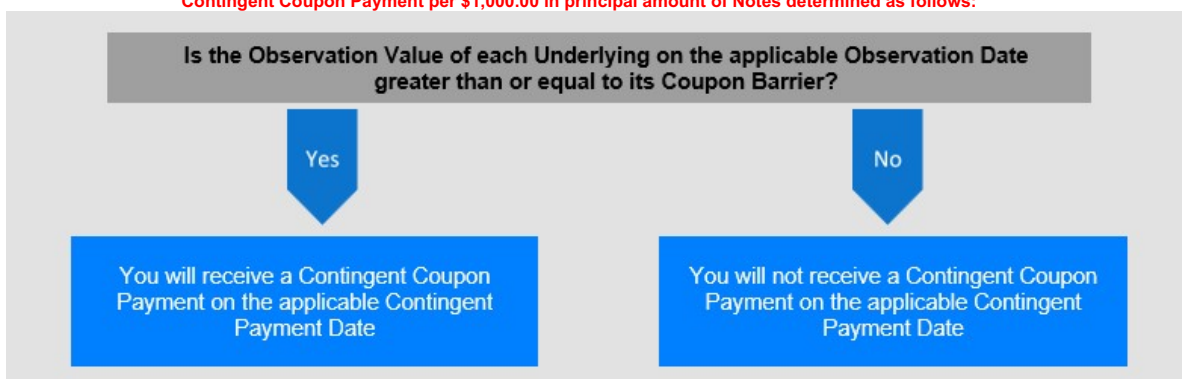 Contingent Coupon Payment per $1,000.00 in principal amount of Notes determined as follows:
Is the Observation Value of each Underlying on the applicable Observation Date
greater than or equal to its Coupon Barrier?
Yes
No
You will receive a Contingent Coupon
Payment on the applicable Contingent
Payment Date
You will not receive a Contingent Coupon
Payment on the applicable Contingent
Payment Date